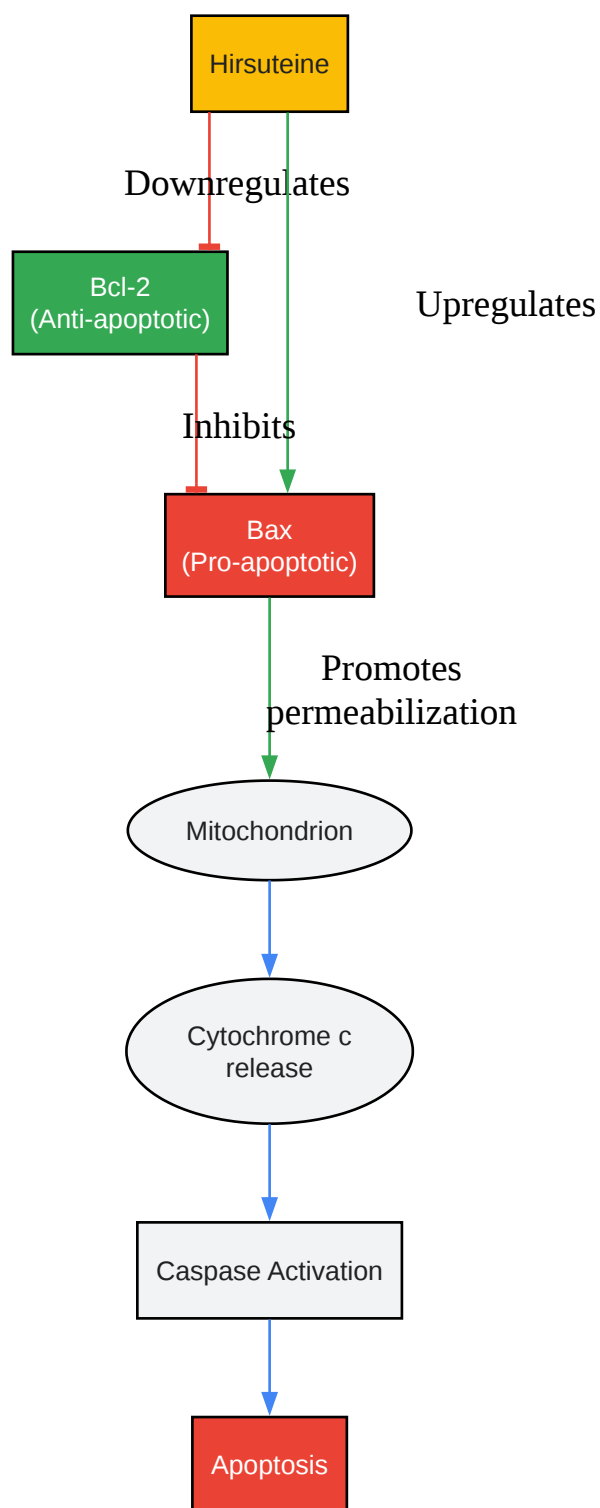 Hirsuteine
Downregulates
Bcl-2
(Anti-apoptotic)
Upregulates
Inhibits
Bax
(Pro-apoptotic)
Promotes
permeabilization
Mitochondrion
Cytochrome c
release
Caspase Activation
Apoptosis